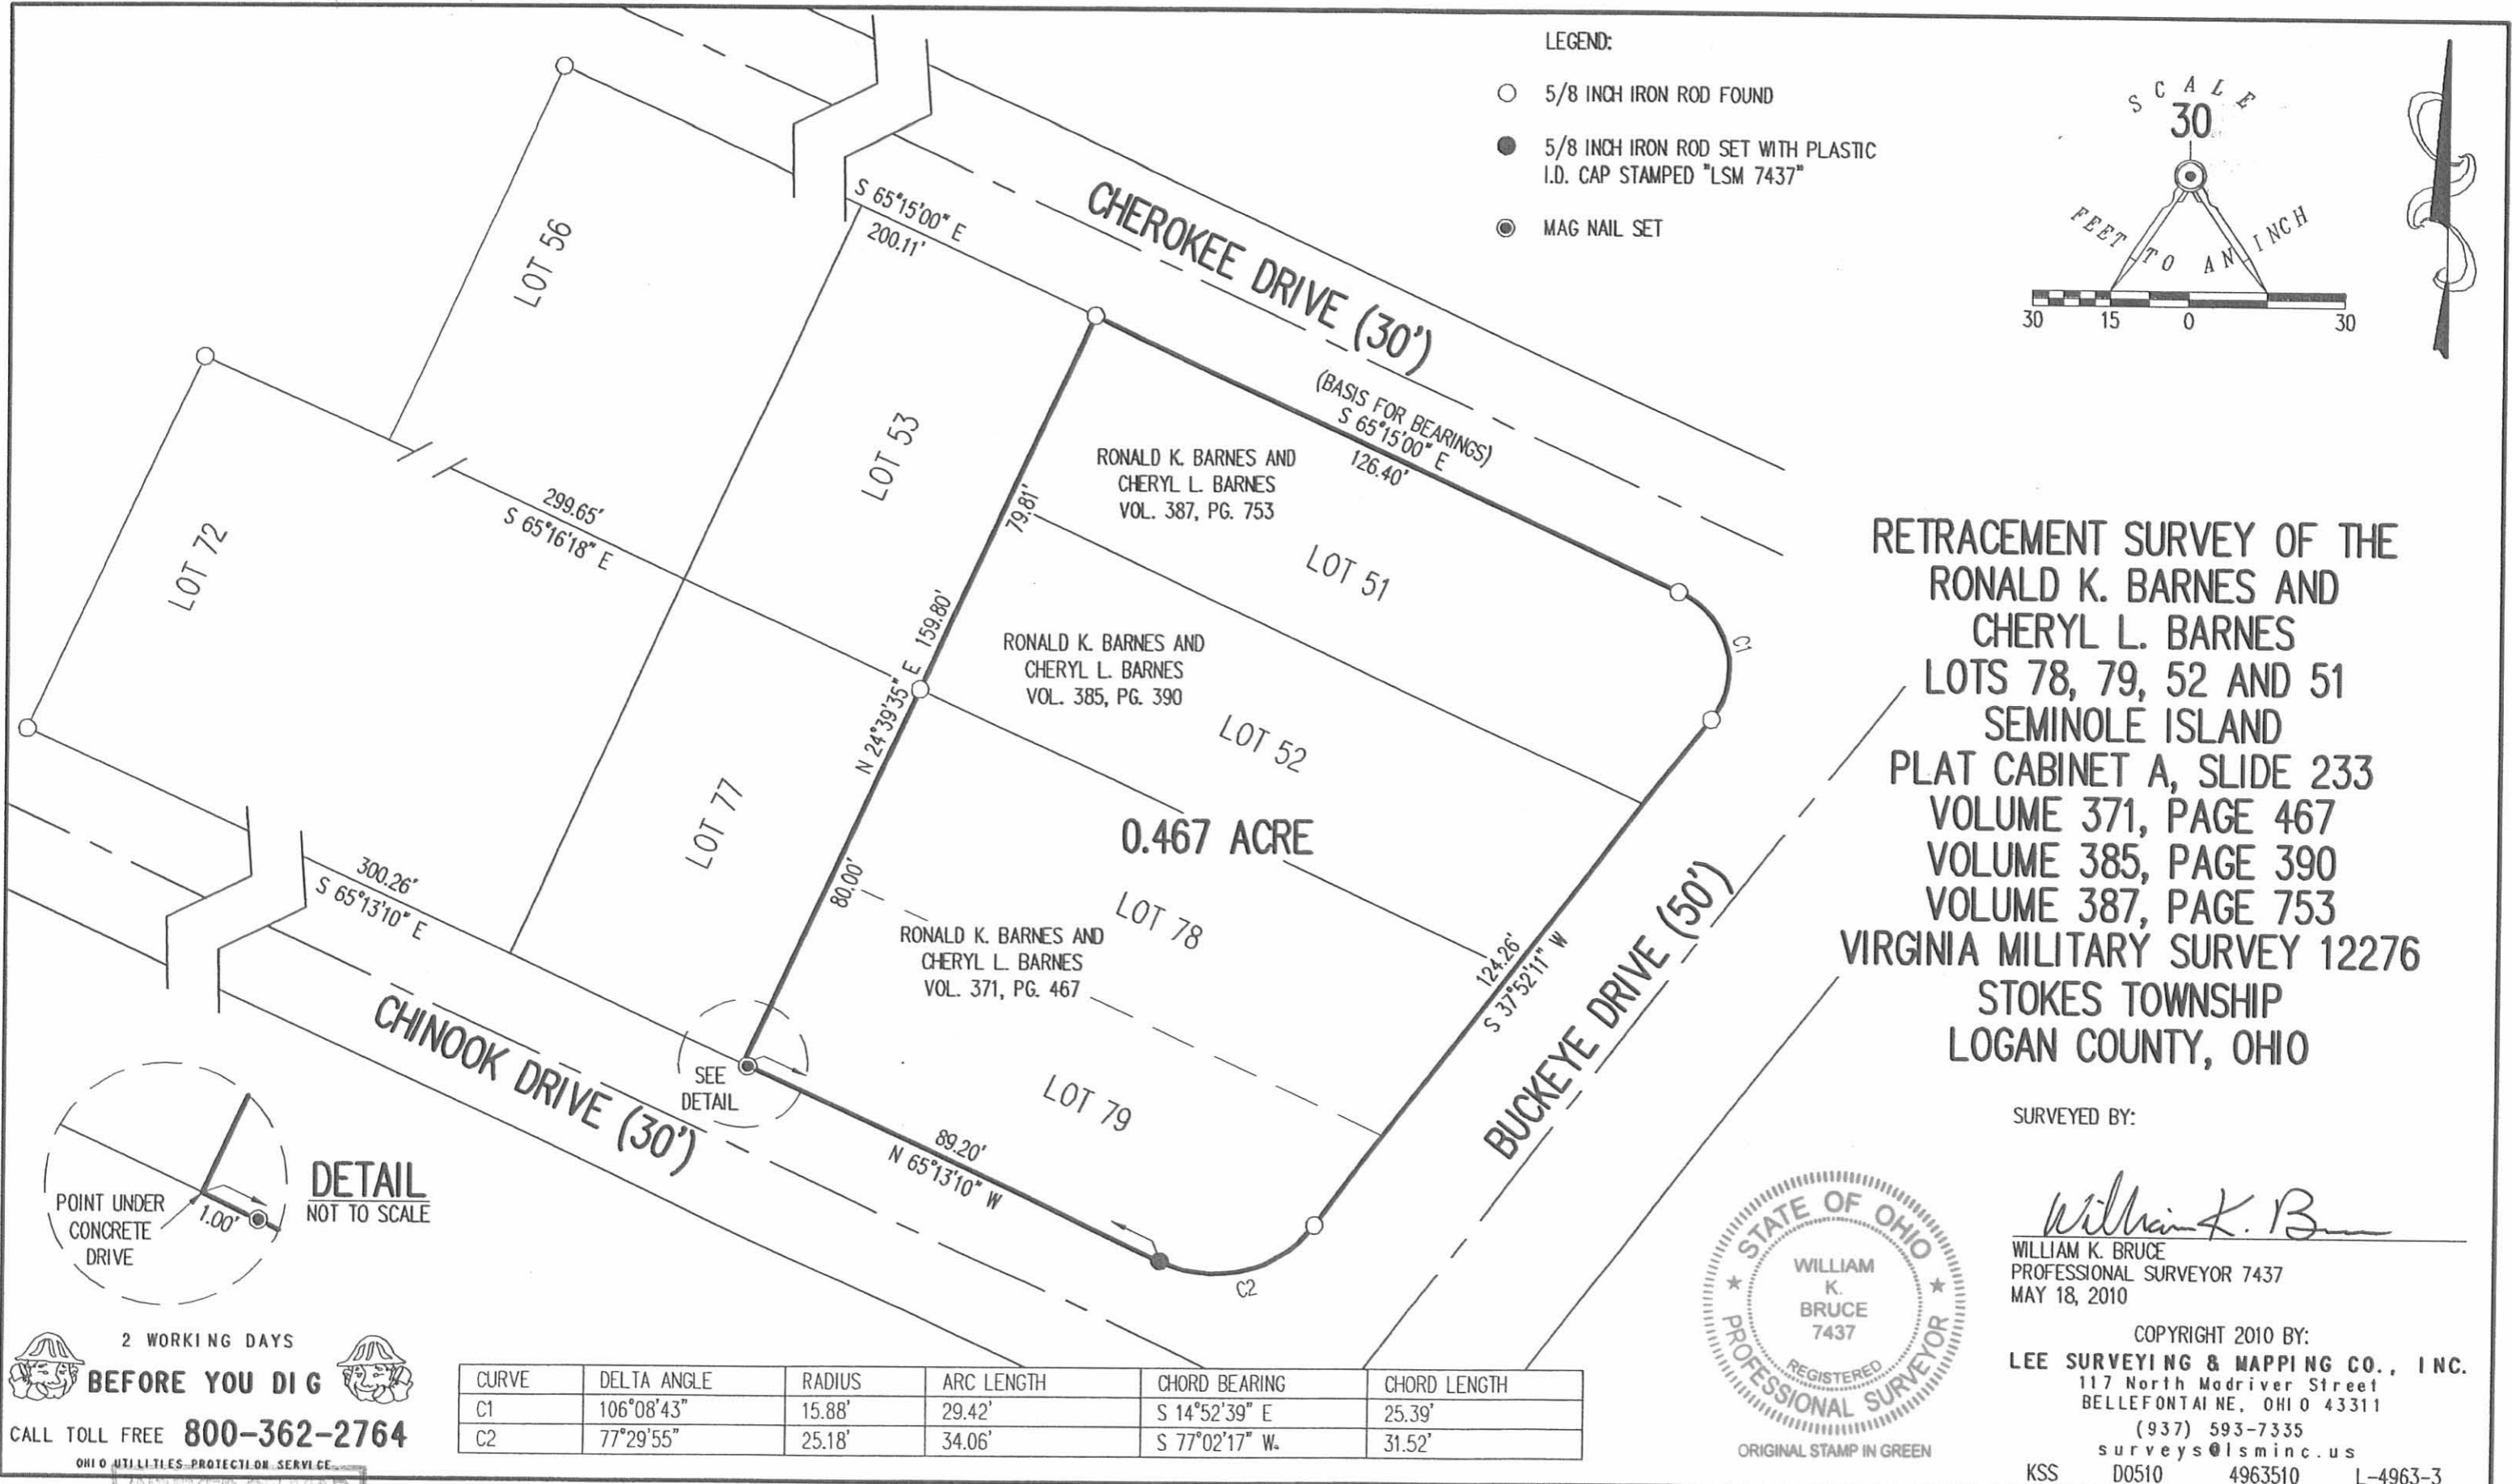 LEGEND:
5/8 INCH IRON ROD FOUND
5/8 INCH IRON ROD SET WITH PLASTIC
I.D. CAP STAMPED "LSM 7437"
MAG NAIL SET
SCALE
30
FEET TO AN INCH
30 15 0 30
LOT 56
S 65°15'00" E
200.11'
CHEROKEE DRIVE (30')
(BASIS FOR BEARINGS)
S 65°15'00" E
126.40'
LOT 53
RONALD K. BARNES AND
CHERYL L. BARNES
VOL. 387, PG. 753
79.81'
LOT 51
C1
299.65'
S 65°16'18" E
LOT 72
N 24°39'35" E 159.80'
RONALD K. BARNES AND
CHERYL L. BARNES
VOL. 385, PG. 390
LOT 52
LOT 77
0.467 ACRE
80.00'
LOT 78
RONALD K. BARNES AND
CHERYL L. BARNES
VOL. 371, PG. 467
124.26'
S 37°52'11" W
BUCKEYE DRIVE (50')
300.26'
S 65°13'10" E
CHINOOK DRIVE (30')
SEE
DETAIL
LOT 79
89.20'
N 65°13'10" W
C2
POINT UNDER
CONCRETE
DRIVE
1.00'
DETAIL
NOT TO SCALE
RETRACEMENT SURVEY OF THE
RONALD K. BARNES AND
CHERYL L. BARNES
LOTS 78, 79, 52 AND 51
SEMINOLE ISLAND
PLAT CABINET A, SLIDE 233
VOLUME 371, PAGE 467
VOLUME 385, PAGE 390
VOLUME 387, PAGE 753
VIRGINIA MILITARY SURVEY 12276
STOKES TOWNSHIP
LOGAN COUNTY, OHIO
SURVEYED BY:
William K. B
WILLIAM K. BRUCE
PROFESSIONAL SURVEYOR 7437
MAY 18, 2010
STATE OF OHIO
WILLIAM
K.
BRUCE
7437
REGISTERED
PROFESSIONAL SURVEYOR
ORIGINAL STAMP IN GREEN
COPYRIGHT 2010 BY:
LEE SURVEYING & MAPPING CO., INC.
117 North Madriver Street
BELLEFONTAINE, OHIO 43311
(937) 593-7335
surveys@lsminc.us
KSS D0510 4963510 L-4963-3
2 WORKING DAYS
BEFORE YOU DIG
CALL TOLL FREE 800-362-2764
OHIO UTILITIES PROTECTION SERVICE
CURVE DELTA ANGLE RADIUS ARC LENGTH CHORD BEARING CHORD LENGTH
C1 106°08'43" 15.88' 29.42' S 14°52'39" E 25.39'
C2 77°29'55" 25.18' 34.06' S 77°02'17" W. 31.52'